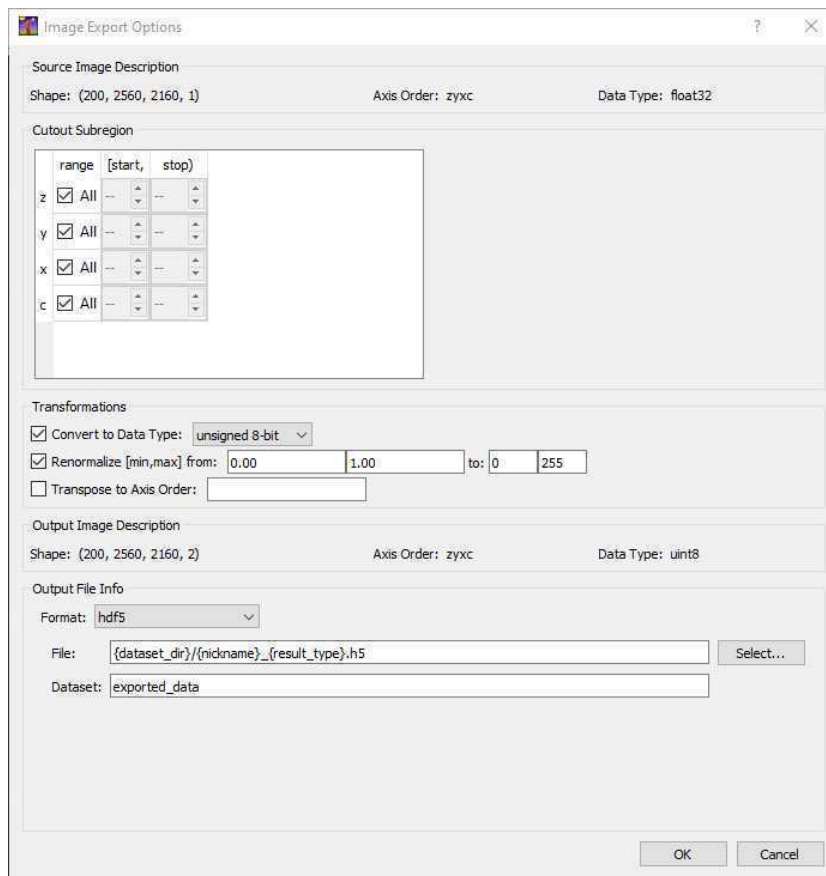 Image Export Options ? ×
Source Image Description
Shape: (200, 2560, 2160, 1) Axis Order: zyxc Data Type: float32
Cutout Subregion
range [start, stop)
z All -- --
y All -- --
x All -- --
c All -- --
Transformations
Convert to Data Type: unsigned 8-bit
Renormalize [min,max] from: 0.00 1.00 to: 0 255
Transpose to Axis Order:
Output Image Description
Shape: (200, 2560, 2160, 2) Axis Order: zyxc Data Type: uint8
Output File Info
Format: hdf5
File: {dataset_dir}/{nickname}_{result_type}.h5 Select...
Dataset: exported_data
OK Cancel